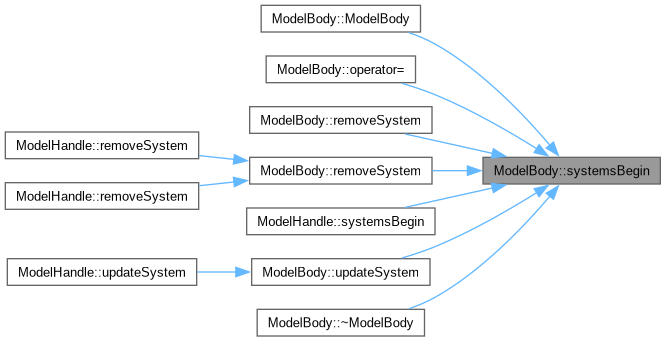 ModelBody::ModelBody
ModelBody::operator=
ModelBody::removeSystem
ModelHandle::removeSystem
ModelBody::removeSystem
ModelBody::systemsBegin
ModelHandle::removeSystem
ModelHandle::systemsBegin
ModelHandle::updateSystem
ModelBody::updateSystem
ModelBody::~ModelBody